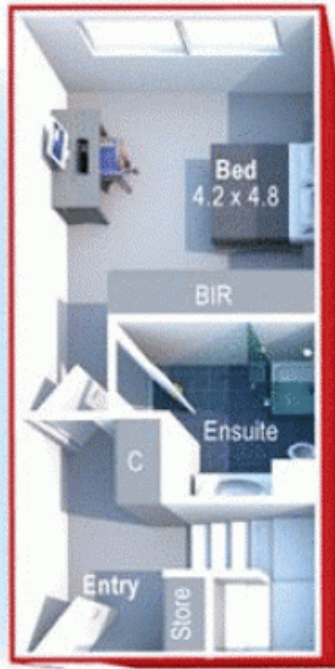 Bed
4.2 x 4.8
BIR
Ensuite
C
Entry
Store